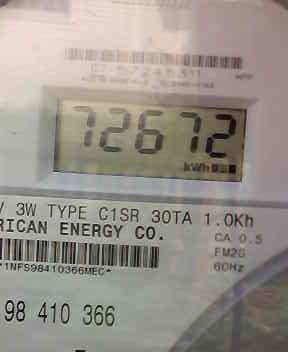 72672
kWh
V 3W TYPE C1SR 30TA 1.0Kh
RICAN ENERGY CO.
CA 0.5
FM2S
60Hz
*1NFS98410366MEC*
98 410 366